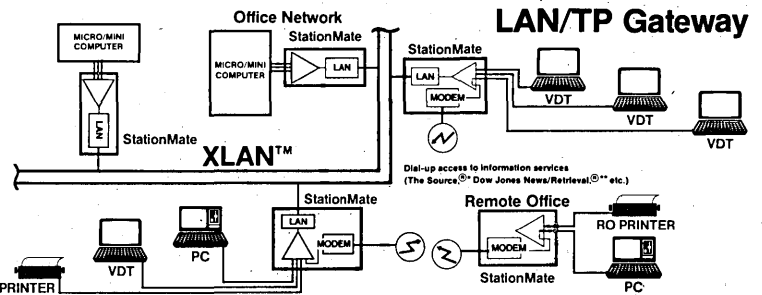 LAN/TP Gateway
Office Network
StationMate
MICRO/MINI
COMPUTER
LAN
StationMate
MICRO/MINI
COMPUTER
LAN
StationMate
LAN
MODEM
VDT
VDT
VDT
XLAN™
Dial-up access to information services
(The Source,®* Dow Jones News/Retrieval,®** etc.)
StationMate
LAN
MODEM
PRINTER
VDT
PC
Remote Office
MODEM
StationMate
RO PRINTER
PC